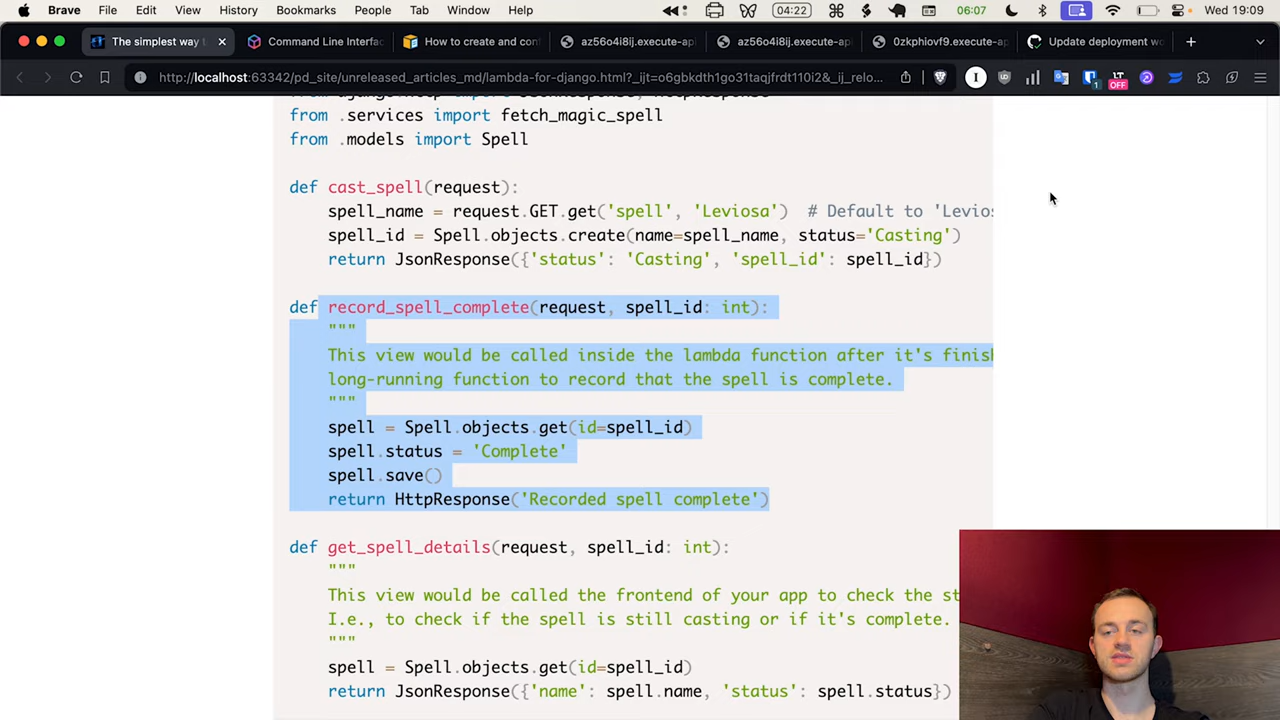 Brave File Edit View History Bookmarks People Tab Window Help 04:22 06:07 Wed 19:09
The simplest way t Command Line Interfa How to create and con az56o4i8ij.execute-api az56o4i8ij.execute-api 0zkphiovf9.execute-ap Update deployment wo
http://localhost:63342/pd_site/unreleased_articles_md/lambda-for-django.html?_ijt=o6gbkdth1go31taqjfrdt110i2&_ij_relo... 1 OFF
from .services import fetch_magic_spell
from .models import Spell
def cast_spell(request):
spell_name = request.GET.get('spell', 'Leviosa') # Default to 'Levios
spell_id = Spell.objects.create(name=spell_name, status='Casting')
return JsonResponse({'status': 'Casting', 'spell_id': spell_id})
def record_spell_complete(request, spell_id: int):
"""
This view would be called inside the lambda function after it's finish
long-running function to record that the spell is complete.
"""
spell = Spell.objects.get(id=spell_id)
spell.status = 'Complete'
spell.save()
return HttpResponse('Recorded spell complete')
def get_spell_details(request, spell_id: int):
"""
This view would be called the frontend of your app to check the st
I.e., to check if the spell is still casting or if it's complete.
"""
spell = Spell.objects.get(id=spell_id)
return JsonResponse({'name': spell.name, 'status': spell.status})